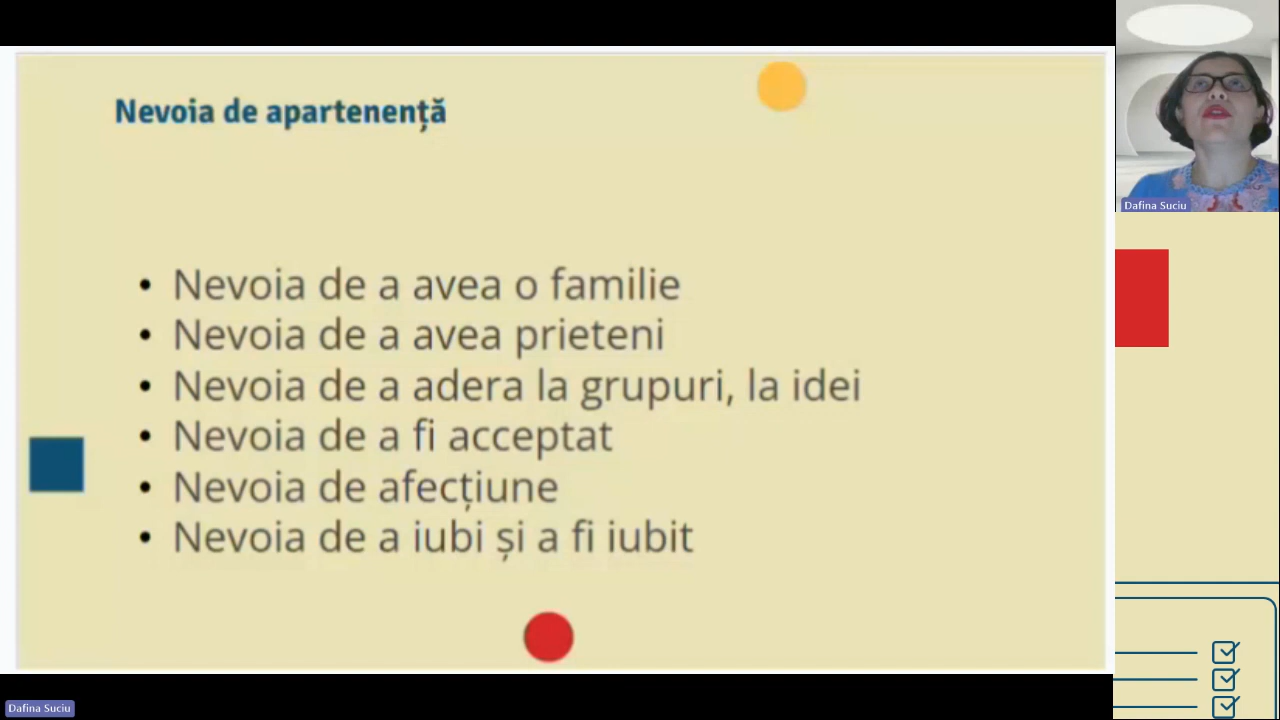 Nevoia de apartenență
• Nevoia de a avea o familie
• Nevoia de a avea prieteni
• Nevoia de a adera la grupuri, la idei
• Nevoia de a fi acceptat
• Nevoia de afecțiune
• Nevoia de a iubi și a fi iubit
Dafina Suciu
Dafina Suciu